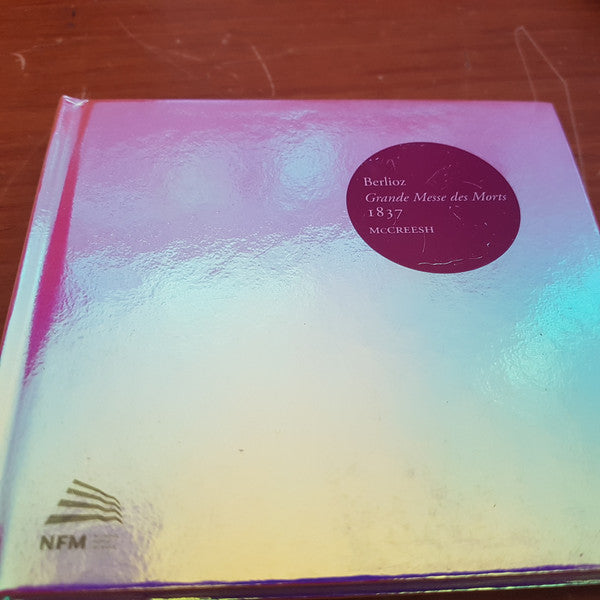 Berlioz
Grande Messe des Morts
1837
McCREESH
NFM